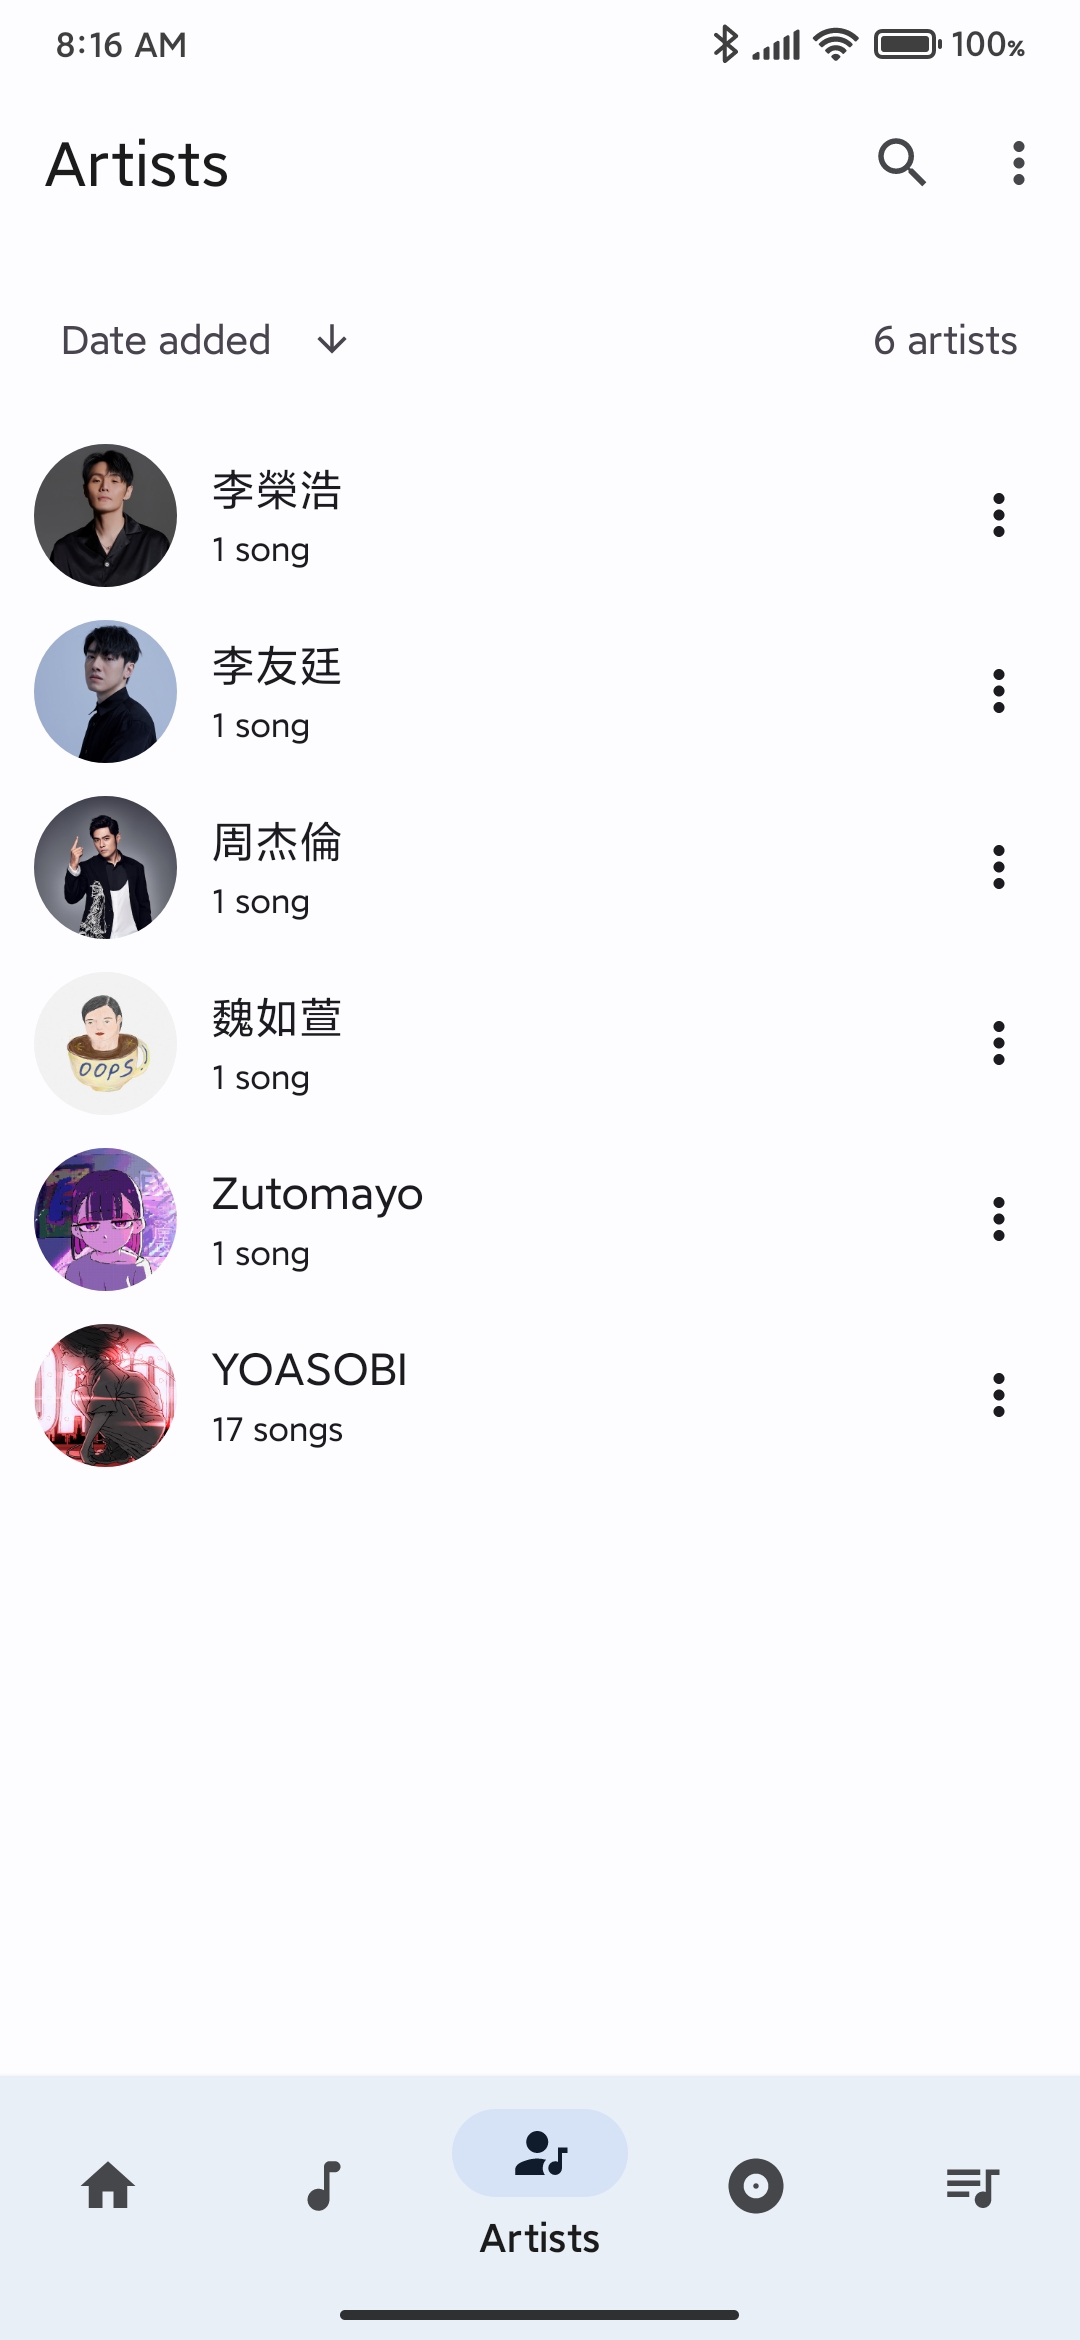 8:16 AM 100%
Artists
Date added 6 artists
李榮浩
1 song
李友廷
1 song
周杰倫
1 song
魏如萱
1 song
OOPS
Zutomayo
1 song
YOASOBI
17 songs
Artists